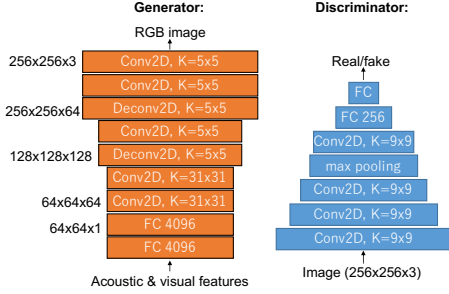 Generator:
RGB image
256x256x3
Conv2D, K=5x5
Conv2D, K=5x5
256x256x64
Deconv2D, K=5x5
Conv2D, K=5x5
128x128x128
Deconv2D, K=5x5
Conv2D, K=31x31
64x64x64
Conv2D, K=31x31
64x64x1
FC 4096
FC 4096
Acoustic & visual features
Discriminator:
Real/fake
FC
FC 256
Conv2D, K=9x9
max pooling
Conv2D, K=9x9
Conv2D, K=9x9
Conv2D, K=9x9
Image (256x256x3)